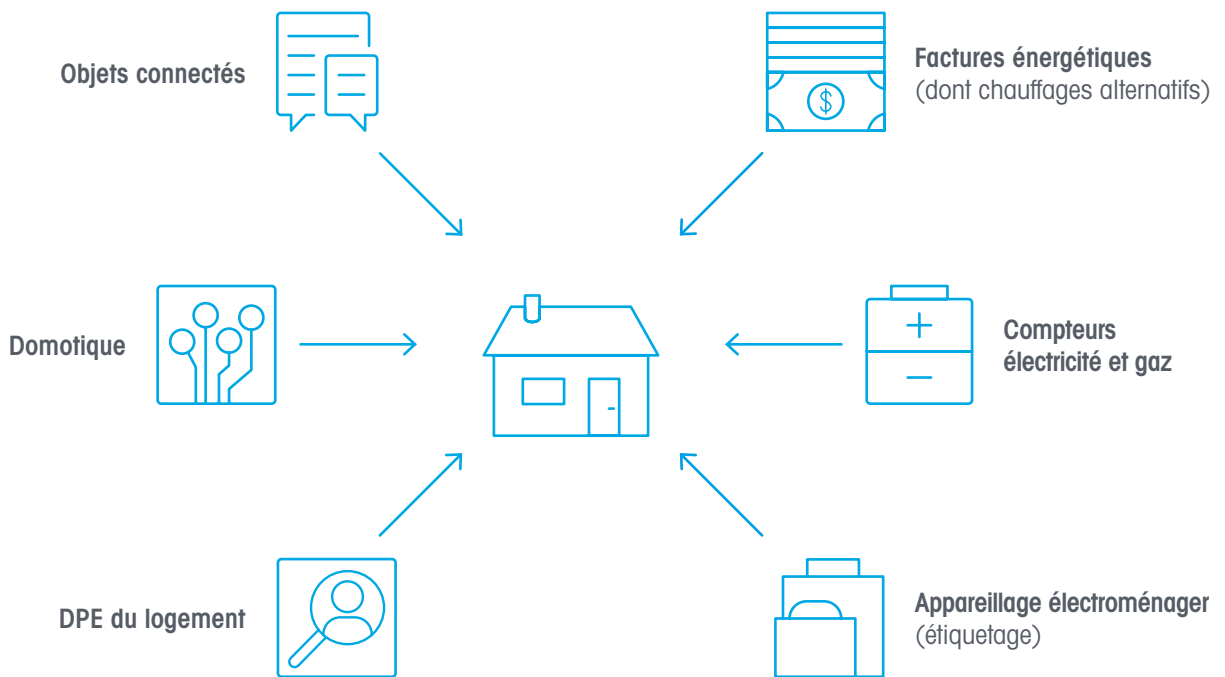 Objets connectés
Factures énergétiques
(dont chauffages alternatifs)
$
Domotique
Compteurs
électricité et gaz
DPE du logement
Appareillage électroménager
(étiquetage)